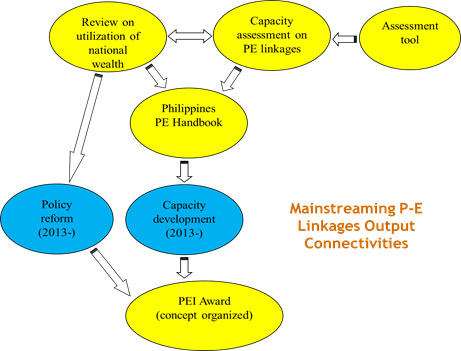 Review on
utilization of
national
wealth
Capacity
assessment on
PE linkages
Assessment
tool
Philippines
PE Handbook
Policy
reform
(2013-)
Capacity
development
(2013-)
Mainstreaming P-E
Linkages Output
Connectivities
PEI Award
(concept organized)